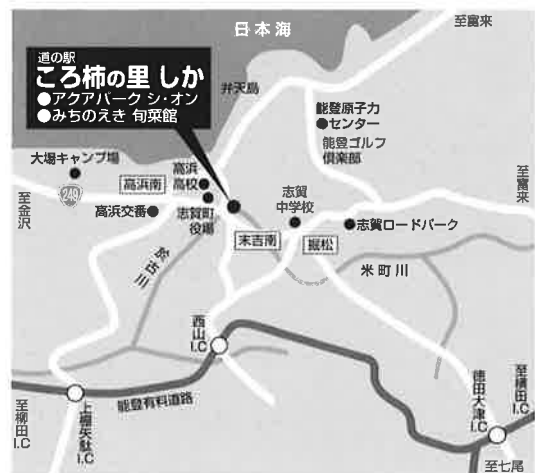 日本海
至富来
道の駅
ころ柿の里 しか
●アクアパーク シ・オン
●みちのえき 旬菜館
弁天島
能登原子力
センター
能登ゴルフ
倶楽部
大場キャンプ場
高浜南
高浜
高校
249
至金沢
高浜交番
志賀町
役場
志賀
中学校
至富来
志賀ロードパーク
末吉南
掘松
於古川
米町川
西山
I.C
能登有料道路
上棚矢駄
I.C
至柳田
I.C
徳田大津
I.C
至横田
I.C
至七尾